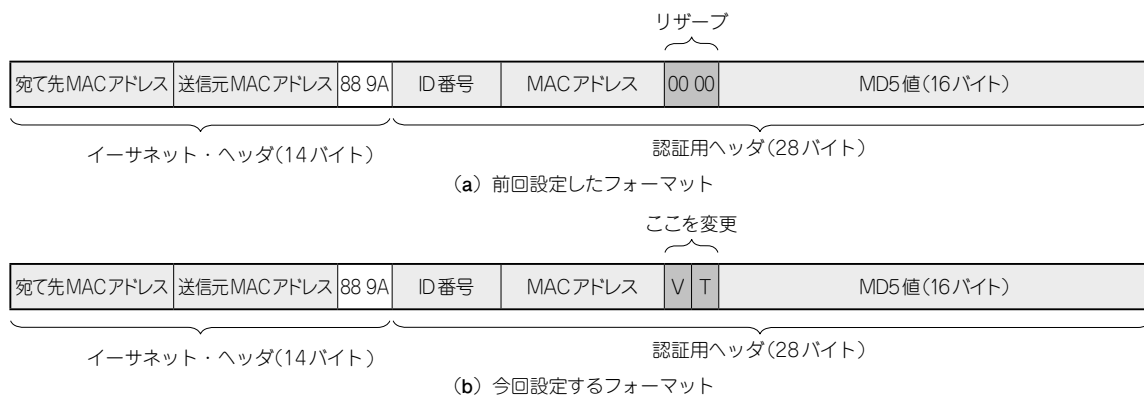 リザーブ
宛て先MACアドレス 送信元MACアドレス 88 9A ID番号 MACアドレス 00 00 MD5値(16バイト)
イーサネット・ヘッダ(14バイト) 認証用ヘッダ(28バイト)
(a) 前回設定したフォーマット
ここを変更
宛て先MACアドレス 送信元MACアドレス 88 9A ID番号 MACアドレス V T MD5値(16バイト)
イーサネット・ヘッダ(14バイト) 認証用ヘッダ(28バイト)
(b) 今回設定するフォーマット